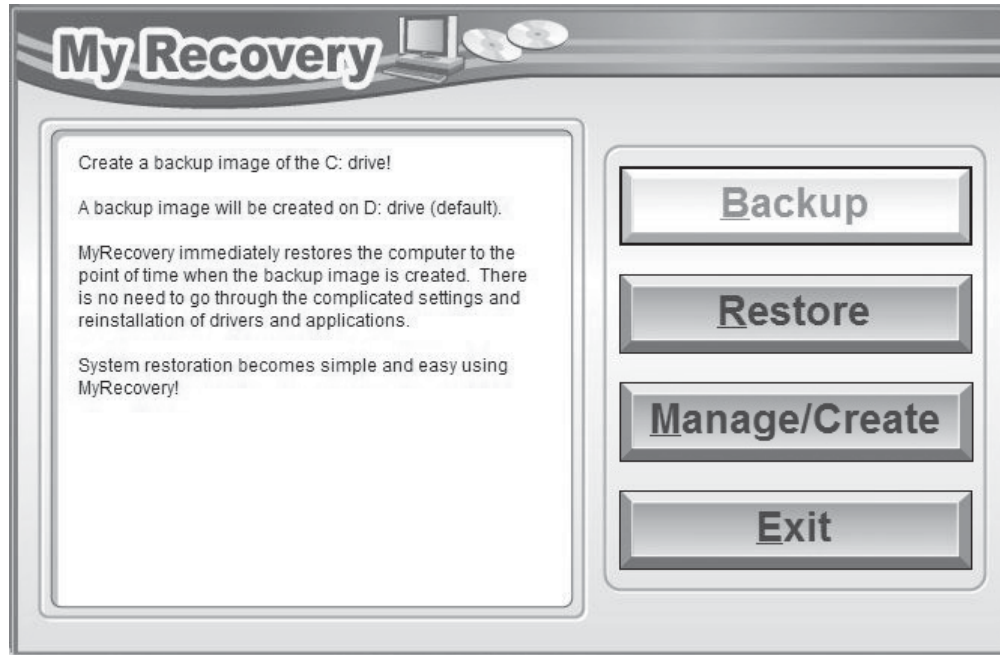 My Recovery
Create a backup image of the C: drive!
A backup image will be created on D: drive (default).
MyRecovery immediately restores the computer to the
point of time when the backup image is created.  There
is no need to go through the complicated settings and
reinstallation of drivers and applications.
System restoration becomes simple and easy using
MyRecovery!
Backup
Restore
Manage/Create
Exit